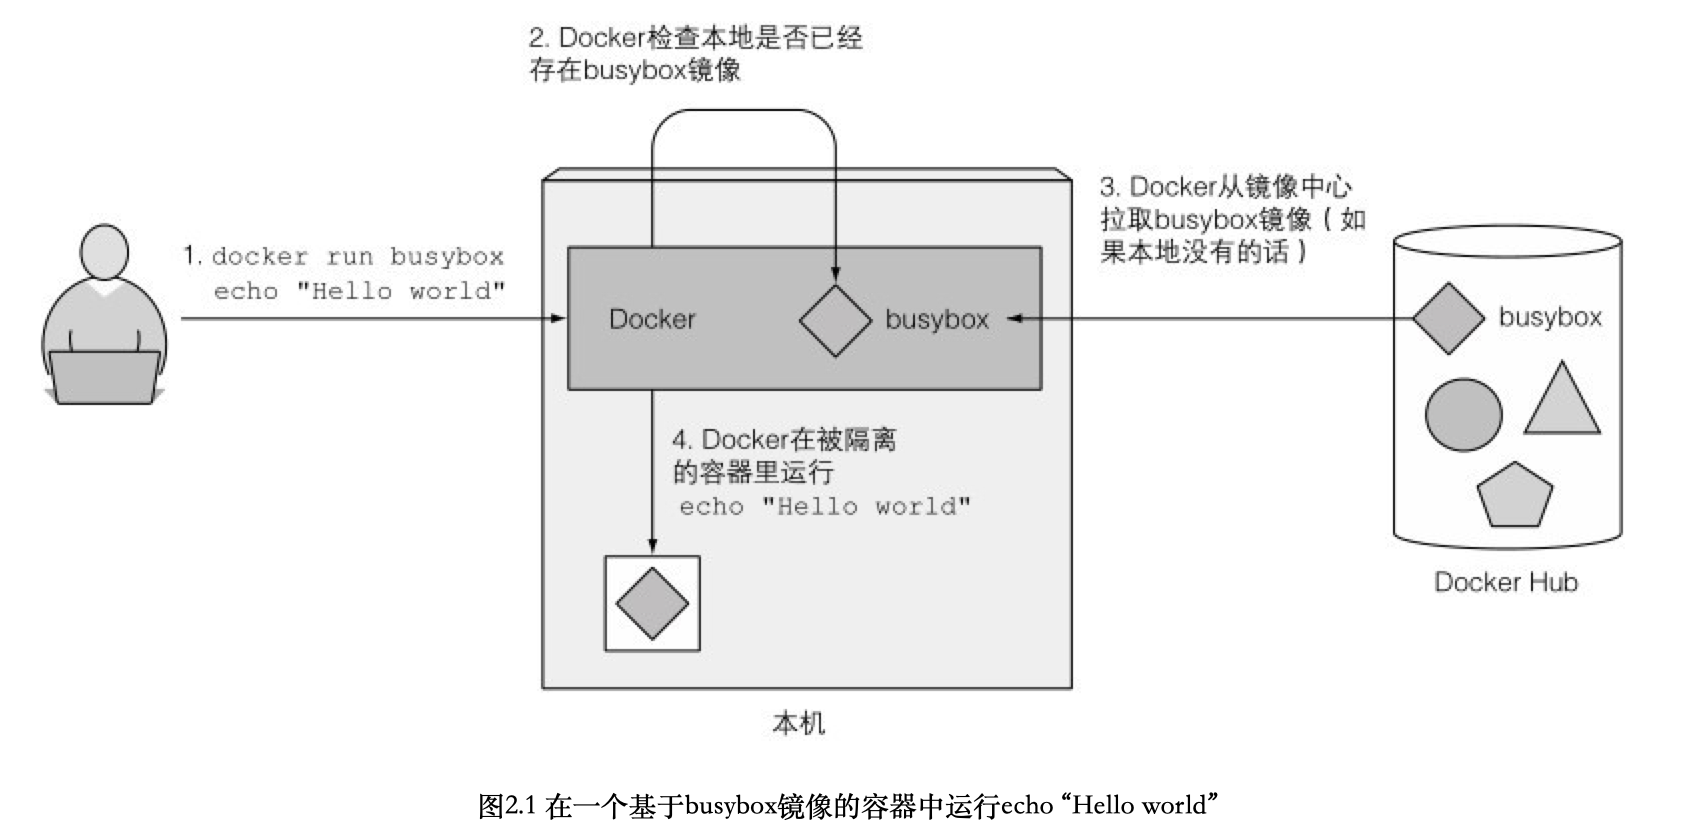 2. Docker检查本地是否已经
存在busybox镜像
1. docker run busybox
echo "Hello world"
3. Docker从镜像中心
拉取busybox镜像（如
果本地没有的话）
Docker
busybox
busybox
4. Docker在被隔离
的容器里运行
echo "Hello world"
Docker Hub
本机
图2.1 在一个基于busybox镜像的容器中运行echo “Hello world”